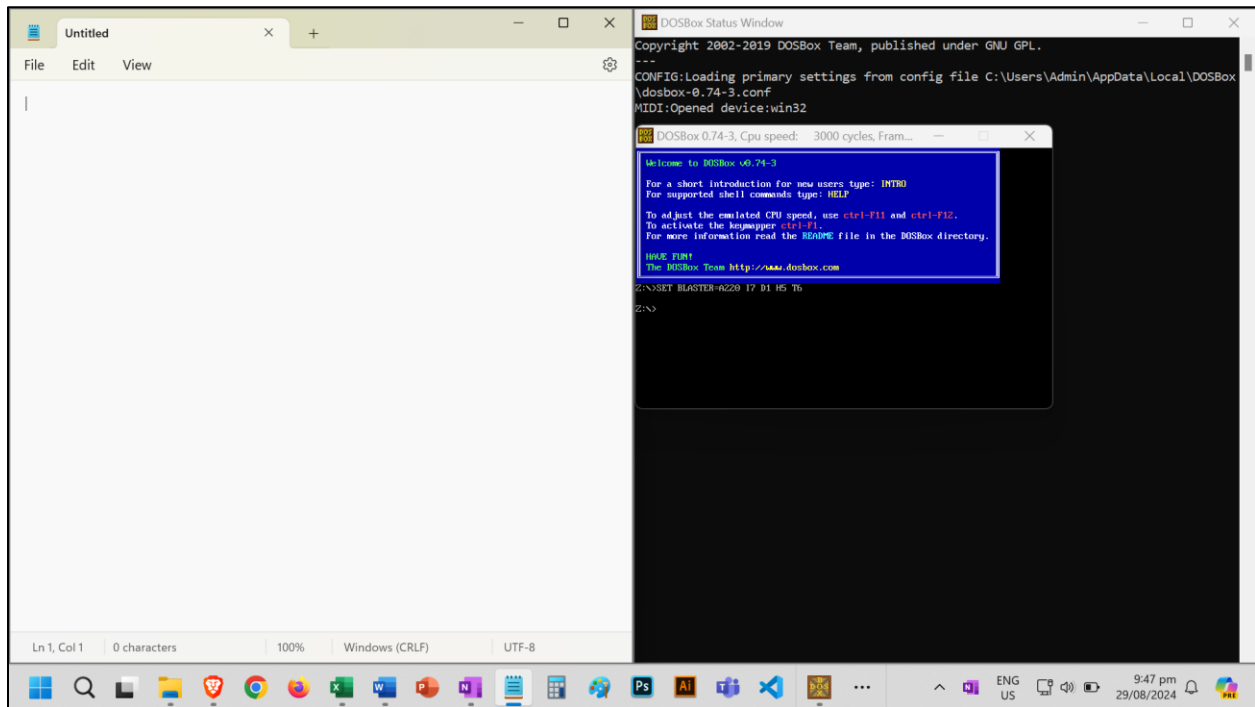 Untitled
File Edit View
Ln 1, Col 1 0 characters 100% Windows (CRLF) UTF-8
DOSBox Status Window
Copyright 2002-2019 DOSBox Team, published under GNU GPL.
---
CONFIG:Loading primary settings from config file C:\Users\Admin\AppData\Local\DOSBox
\dosbox-0.74-3.conf
MIDI:Opened device:win32
DOSBox 0.74-3, Cpu speed: 3000 cycles, Fram...
Welcome to DOSBox v0.74-3
For a short introduction for new users type: INTRO
For supported shell commands type: HELP
To adjust the emulated CPU speed, use ctrl-F11 and ctrl-F12.
To activate the keymapper ctrl-F1.
For more information read the README file in the DOSBox directory.
HAVE FUN!
The DOSBox Team http://www.dosbox.com
Z:\>SET BLASTER=A220 I7 D1 H5 T6
Z:\>
ENG
US
9:47 pm
29/08/2024